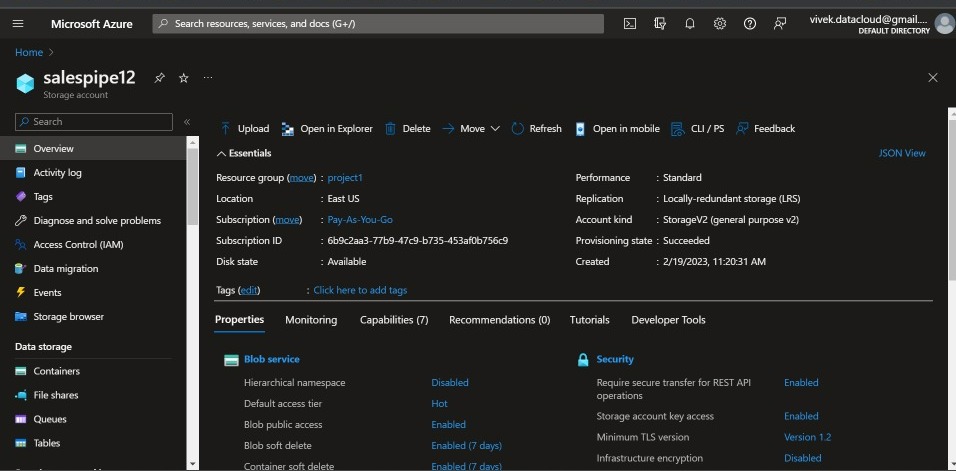 Microsoft Azure
Search resources, services, and docs (G+/)
vivek.datacloud@gmail....
DEFAULT DIRECTORY
Home >
salespipe12
Storage account
Search
Overview
Activity log
Tags
Diagnose and solve problems
Access Control (IAM)
Data migration
Events
Storage browser
Data storage
Containers
File shares
Queues
Tables
Upload Open in Explorer Delete Move Refresh Open in mobile CLI / PS Feedback
Essentials JSON View
Resource group (move) : project1
Location : East US
Subscription (move) : Pay-As-You-Go
Subscription ID : 6b9c2aa3-77b9-47c9-b735-453af0b756c9
Disk state : Available
Performance : Standard
Replication : Locally-redundant storage (LRS)
Account kind : StorageV2 (general purpose v2)
Provisioning state : Succeeded
Created : 2/19/2023, 11:20:31 AM
Tags (edit) : Click here to add tags
Properties Monitoring Capabilities (7) Recommendations (0) Tutorials Developer Tools
Blob service
Hierarchical namespace Disabled
Default access tier Hot
Blob public access Enabled
Blob soft delete Enabled (7 days)
Container soft delete Enabled (7 days)
Security
Require secure transfer for REST API Enabled
operations
Storage account key access Enabled
Minimum TLS version Version 1.2
Infrastructure encryption Disabled